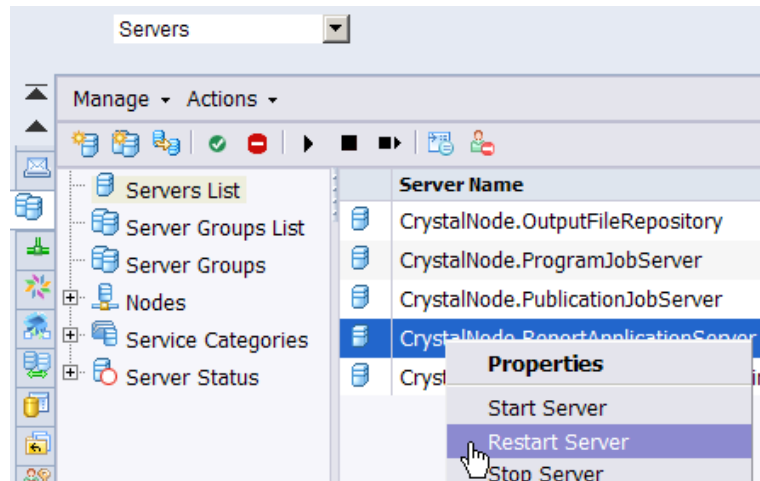 Servers
Manage Actions
Servers List
Server Groups List
Server Groups
Nodes
Service Categories
Server Status
Server Name
CrystalNode.OutputFileRepository
CrystalNode.ProgramJobServer
CrystalNode.PublicationJobServer
CrystalNode.ReportApplicationServer
Cryst
Properties
Start Server
Restart Server
Stop Server